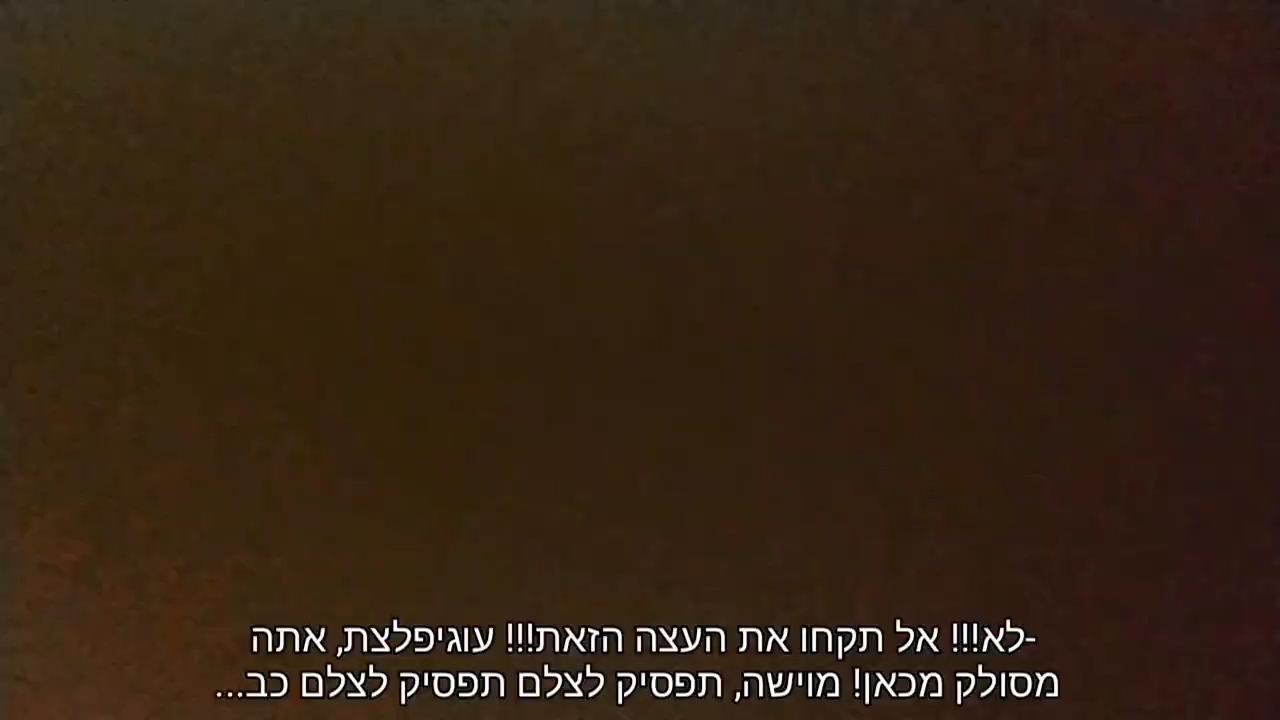 -לא!!! אל תקחו את העצה הזאת!!! עוגיפלצת, אתה
מסולק מכאן! מוישה, תפסיק לצלם תפסיק לצלם כב...